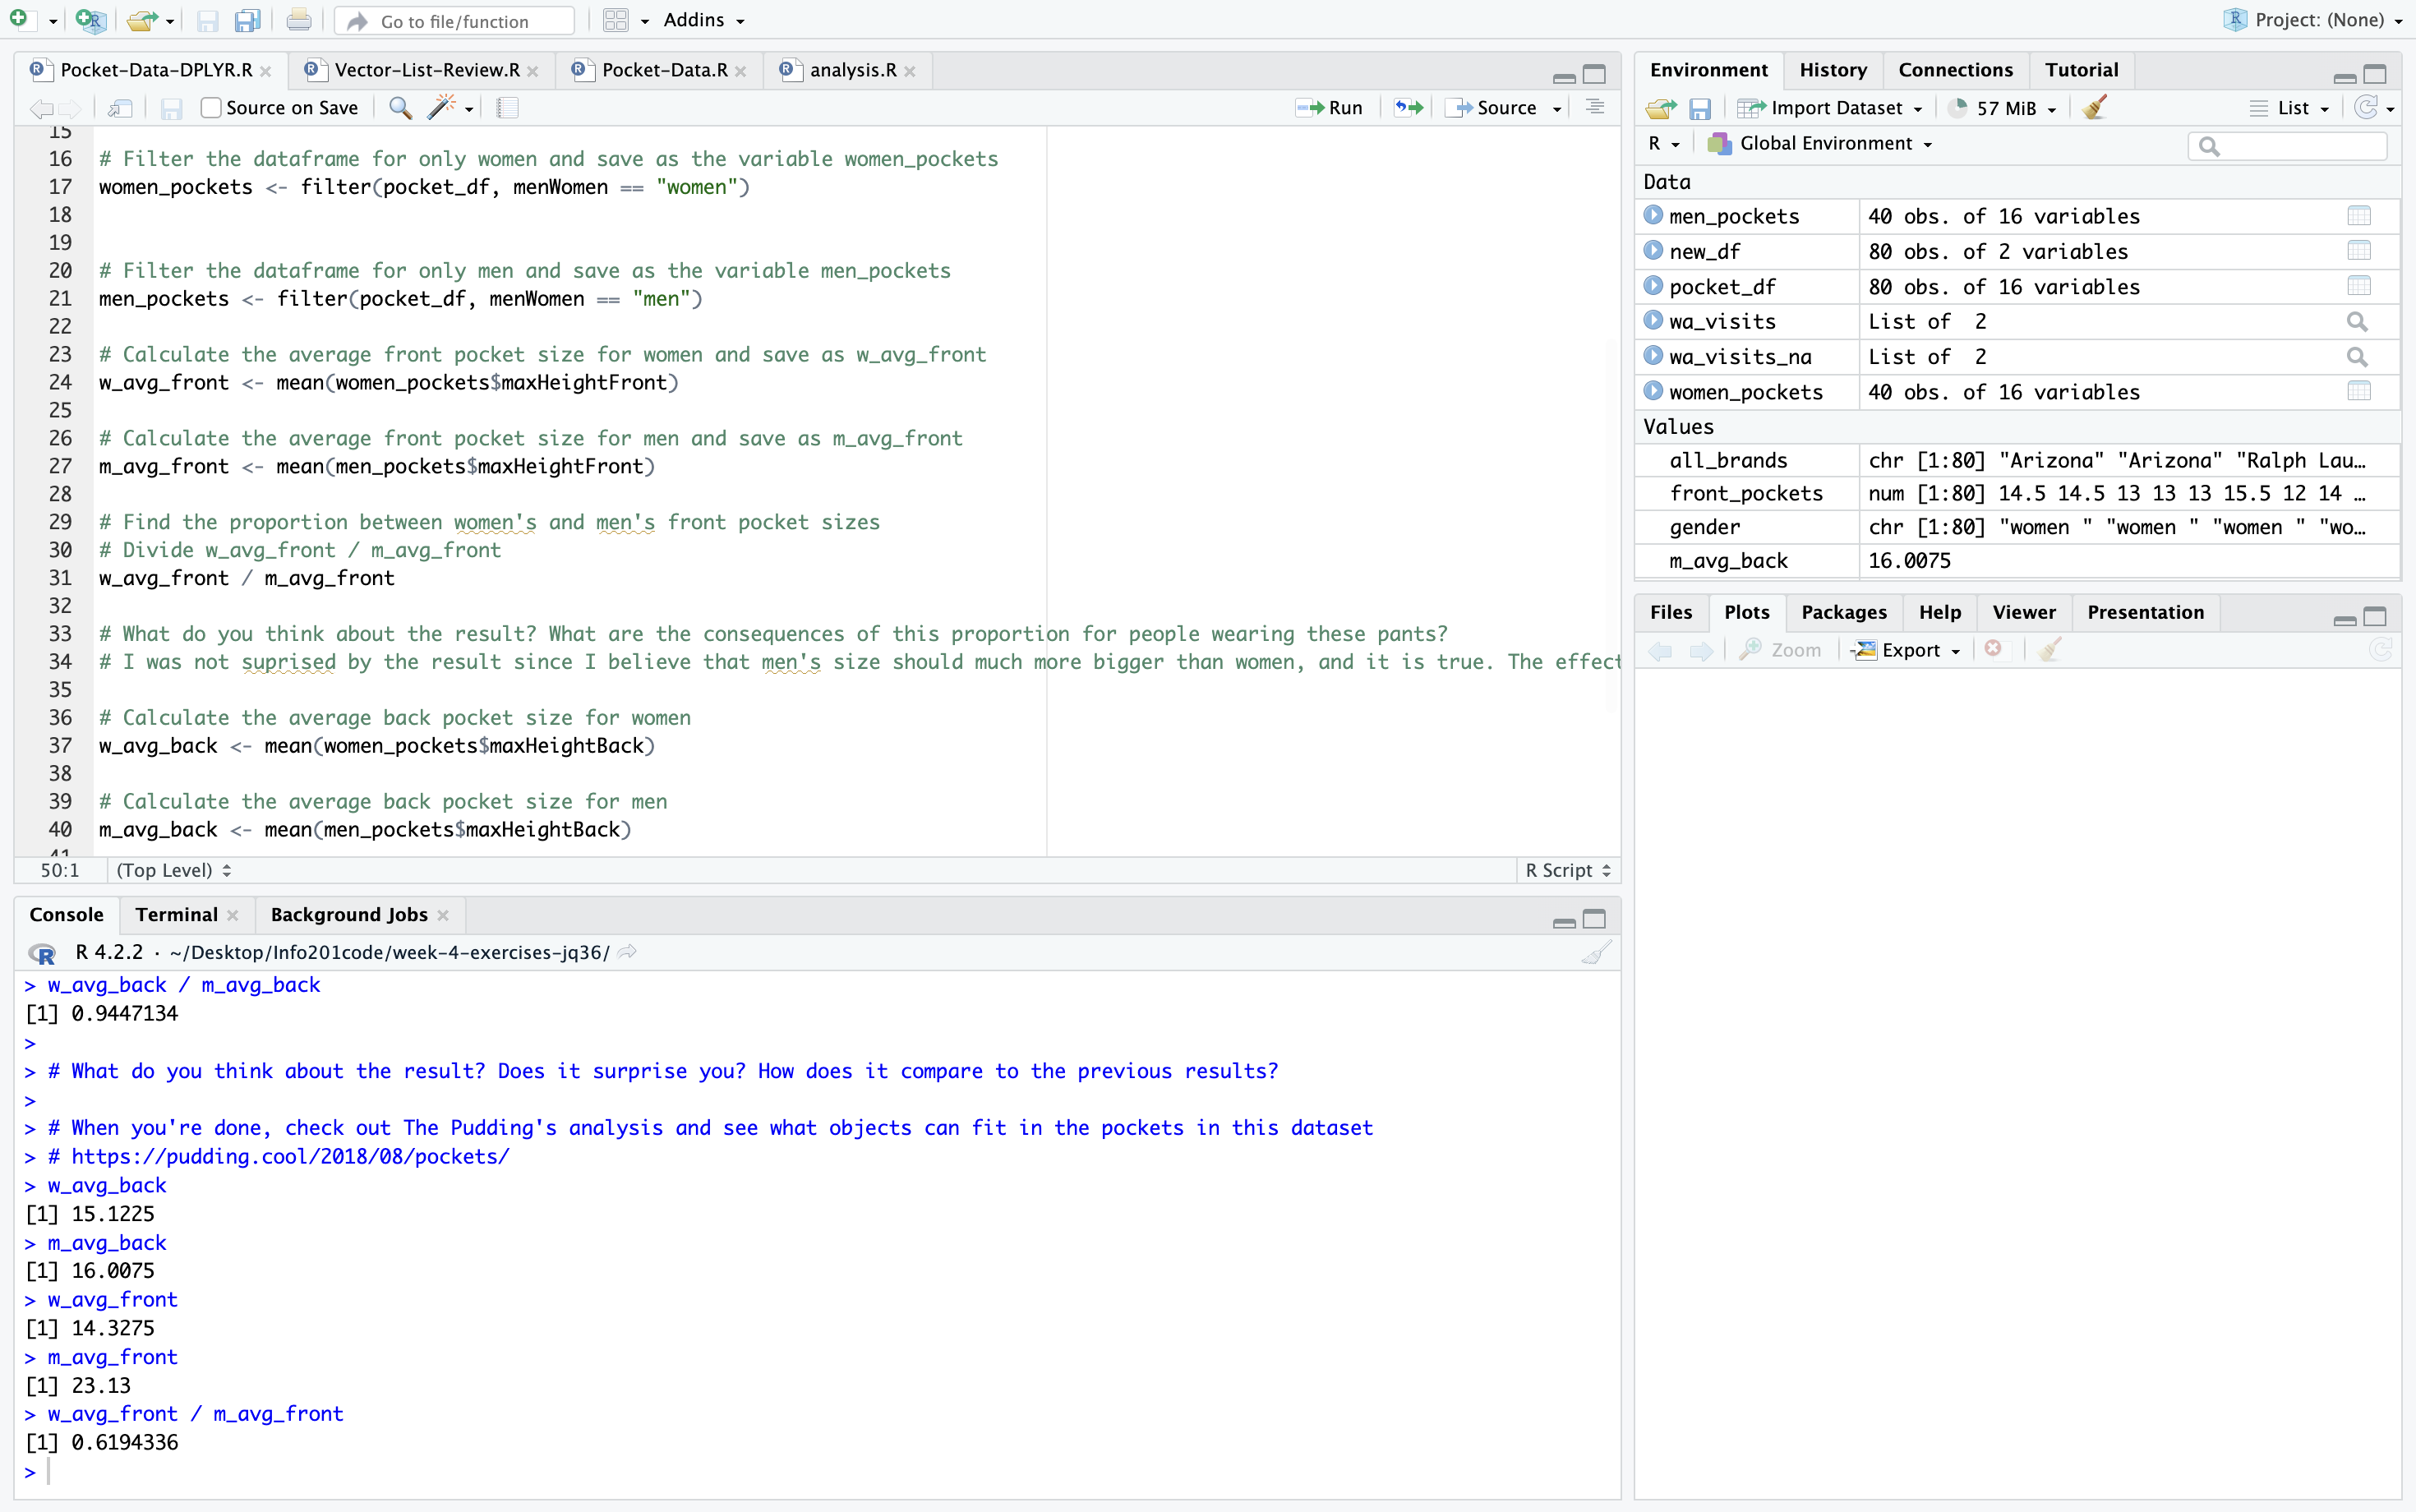 Go to file/function
Addins
Project: (None)
Pocket-Data-DPLYR.R
Vector-List-Review.R
Pocket-Data.R
analysis.R
Source on Save
Run
Source
15
16 # Filter the dataframe for only women and save as the variable women_pockets
17 women_pockets <- filter(pocket_df, menWomen == "women")
18
19
20 # Filter the dataframe for only men and save as the variable men_pockets
21 men_pockets <- filter(pocket_df, menWomen == "men")
22
23 # Calculate the average front pocket size for women and save as w_avg_front
24 w_avg_front <- mean(women_pockets$maxHeightFront)
25
26 # Calculate the average front pocket size for men and save as m_avg_front
27 m_avg_front <- mean(men_pockets$maxHeightFront)
28
29 # Find the proportion between women's and men's front pocket sizes
30 # Divide w_avg_front / m_avg_front
31 w_avg_front / m_avg_front
32
33 # What do you think about the result? What are the consequences of this proportion for people wearing these pants?
34 # I was not suprised by the result since I believe that men's size should much more bigger than women, and it is true. The effect
35
36 # Calculate the average back pocket size for women
37 w_avg_back <- mean(women_pockets$maxHeightBack)
38
39 # Calculate the average back pocket size for men
40 m_avg_back <- mean(men_pockets$maxHeightBack)
41
50:1 (Top Level) R Script
Console Terminal Background Jobs
R 4.2.2 · ~/Desktop/Info201code/week-4-exercises-jq36/
> w_avg_back / m_avg_back
[1] 0.9447134
>
> # What do you think about the result? Does it surprise you? How does it compare to the previous results?
>
> # When you're done, check out The Pudding's analysis and see what objects can fit in the pockets in this dataset
> # https://pudding.cool/2018/08/pockets/
> w_avg_back
[1] 15.1225
> m_avg_back
[1] 16.0075
> w_avg_front
[1] 14.3275
> m_avg_front
[1] 23.13
> w_avg_front / m_avg_front
[1] 0.6194336
>
Environment History Connections Tutorial
Import Dataset 57 MiB List
R Global Environment
Data
men_pockets 40 obs. of 16 variables
new_df 80 obs. of 2 variables
pocket_df 80 obs. of 16 variables
wa_visits List of 2
wa_visits_na List of 2
women_pockets 40 obs. of 16 variables
Values
all_brands chr [1:80] "Arizona" "Arizona" "Ralph Lau…
front_pockets num [1:80] 14.5 14.5 13 13 13 15.5 12 14 …
gender chr [1:80] "women " "women " "women " "wo…
m_avg_back 16.0075
Files Plots Packages Help Viewer Presentation
Zoom Export